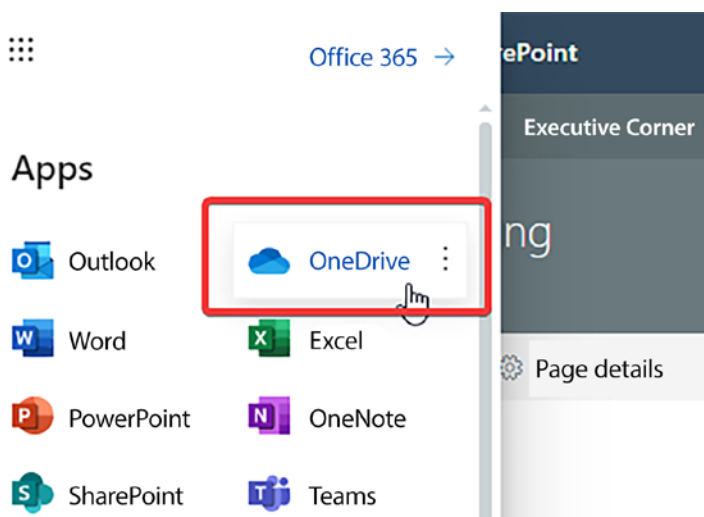 Office 365 →
ePoint
Executive Corner
Apps
ng
Outlook
OneDrive
Word
Excel
Page details
PowerPoint
OneNote
SharePoint
Teams